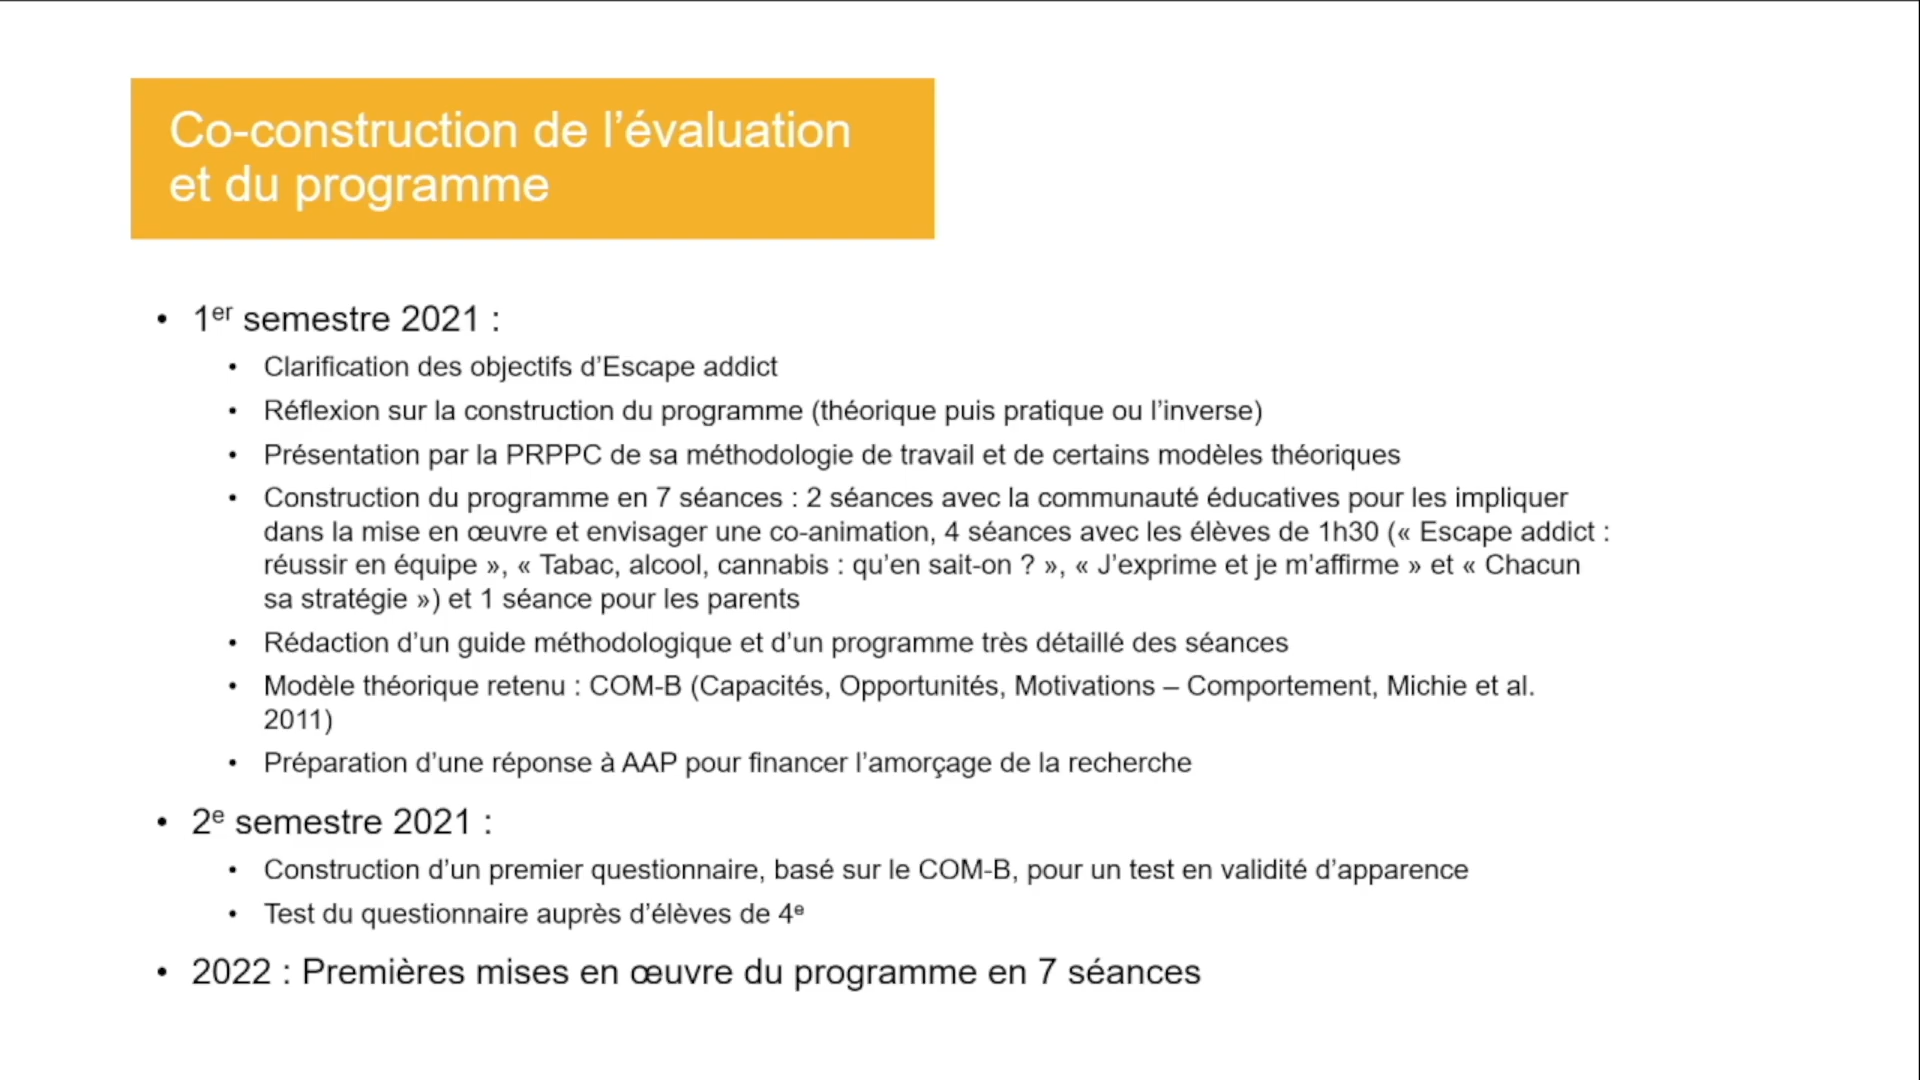 Co-construction de l’évaluation
et du programme
• 1er semestre 2021 :
• Clarification des objectifs d’Escape addict
• Réflexion sur la construction du programme (théorique puis pratique ou l’inverse)
• Présentation par la PRPPC de sa méthodologie de travail et de certains modèles théoriques
• Construction du programme en 7 séances : 2 séances avec la communauté éducatives pour les impliquer
dans la mise en œuvre et envisager une co-animation, 4 séances avec les élèves de 1h30 (« Escape addict :
réussir en équipe », « Tabac, alcool, cannabis : qu’en sait-on ? », « J’exprime et je m’affirme » et « Chacun
sa stratégie ») et 1 séance pour les parents
• Rédaction d’un guide méthodologique et d’un programme très détaillé des séances
• Modèle théorique retenu : COM-B (Capacités, Opportunités, Motivations – Comportement, Michie et al.
2011)
• Préparation d’une réponse à AAP pour financer l’amorçage de la recherche
• 2e semestre 2021 :
• Construction d’un premier questionnaire, basé sur le COM-B, pour un test en validité d’apparence
• Test du questionnaire auprès d’élèves de 4e
• 2022 : Premières mises en œuvre du programme en 7 séances